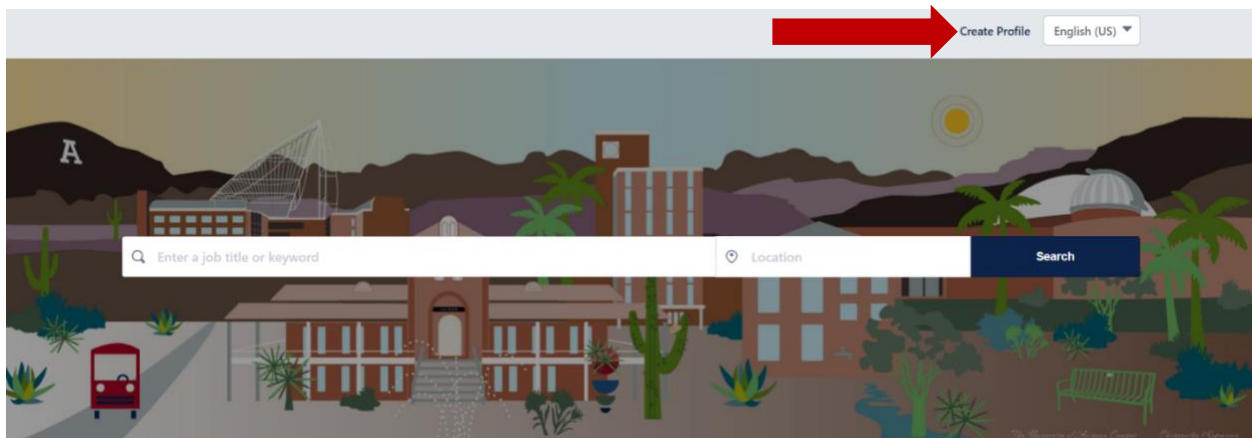 Create Profile
English (US)
A
Enter a job title or keyword
Location
Search